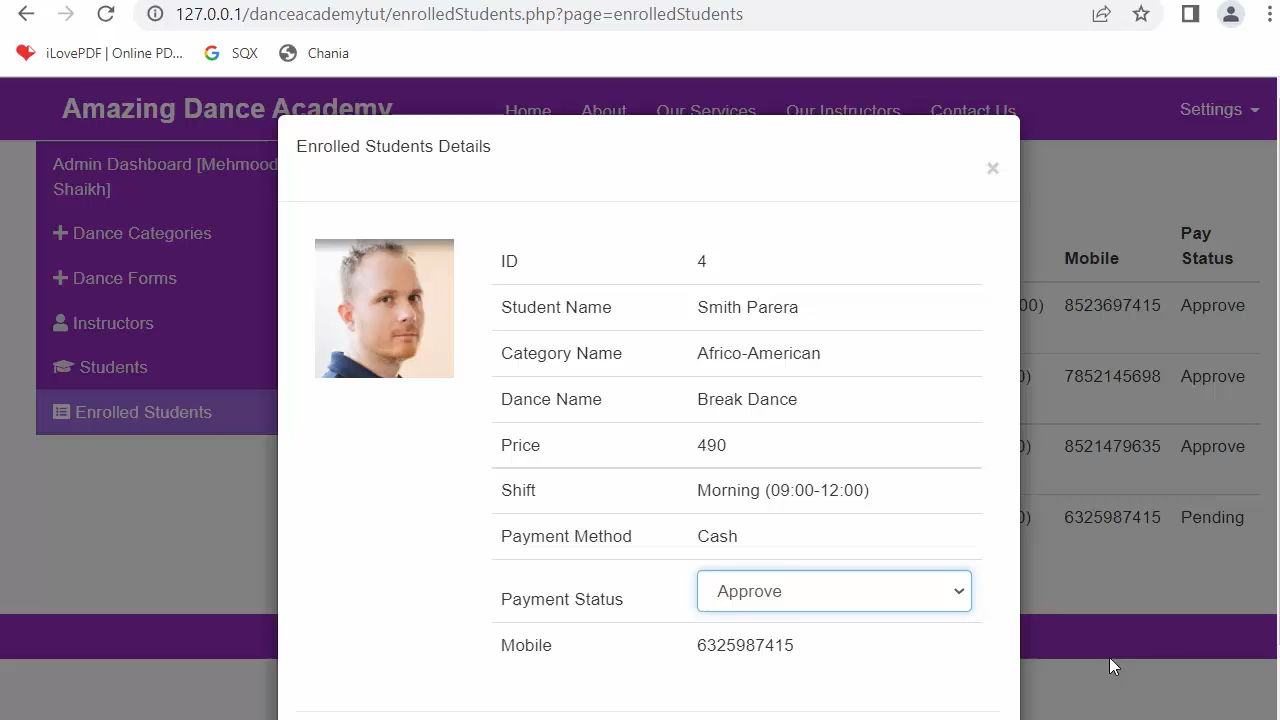 127.0.0.1/danceacademytut/enrolledStudents.php?page=enrolledStudents
iLovePDF | Online PD... SQX Chania
Amazing Dance Academy Home About Our Services Our Instructors Contact Us Settings
Enrolled Students Details
×
Admin Dashboard [Mehmood
Shaikh]
Dance Categories
Dance Forms
Instructors
Students
Enrolled Students
ID 4
Student Name Smith Parera
Category Name Africo-American
Dance Name Break Dance
Price 490
Shift Morning (09:00-12:00)
Payment Method Cash
Payment Status Approve
Mobile 6325987415
Mobile Pay
Status
00) 8523697415 Approve
0) 7852145698 Approve
0) 8521479635 Approve
0) 6325987415 Pending